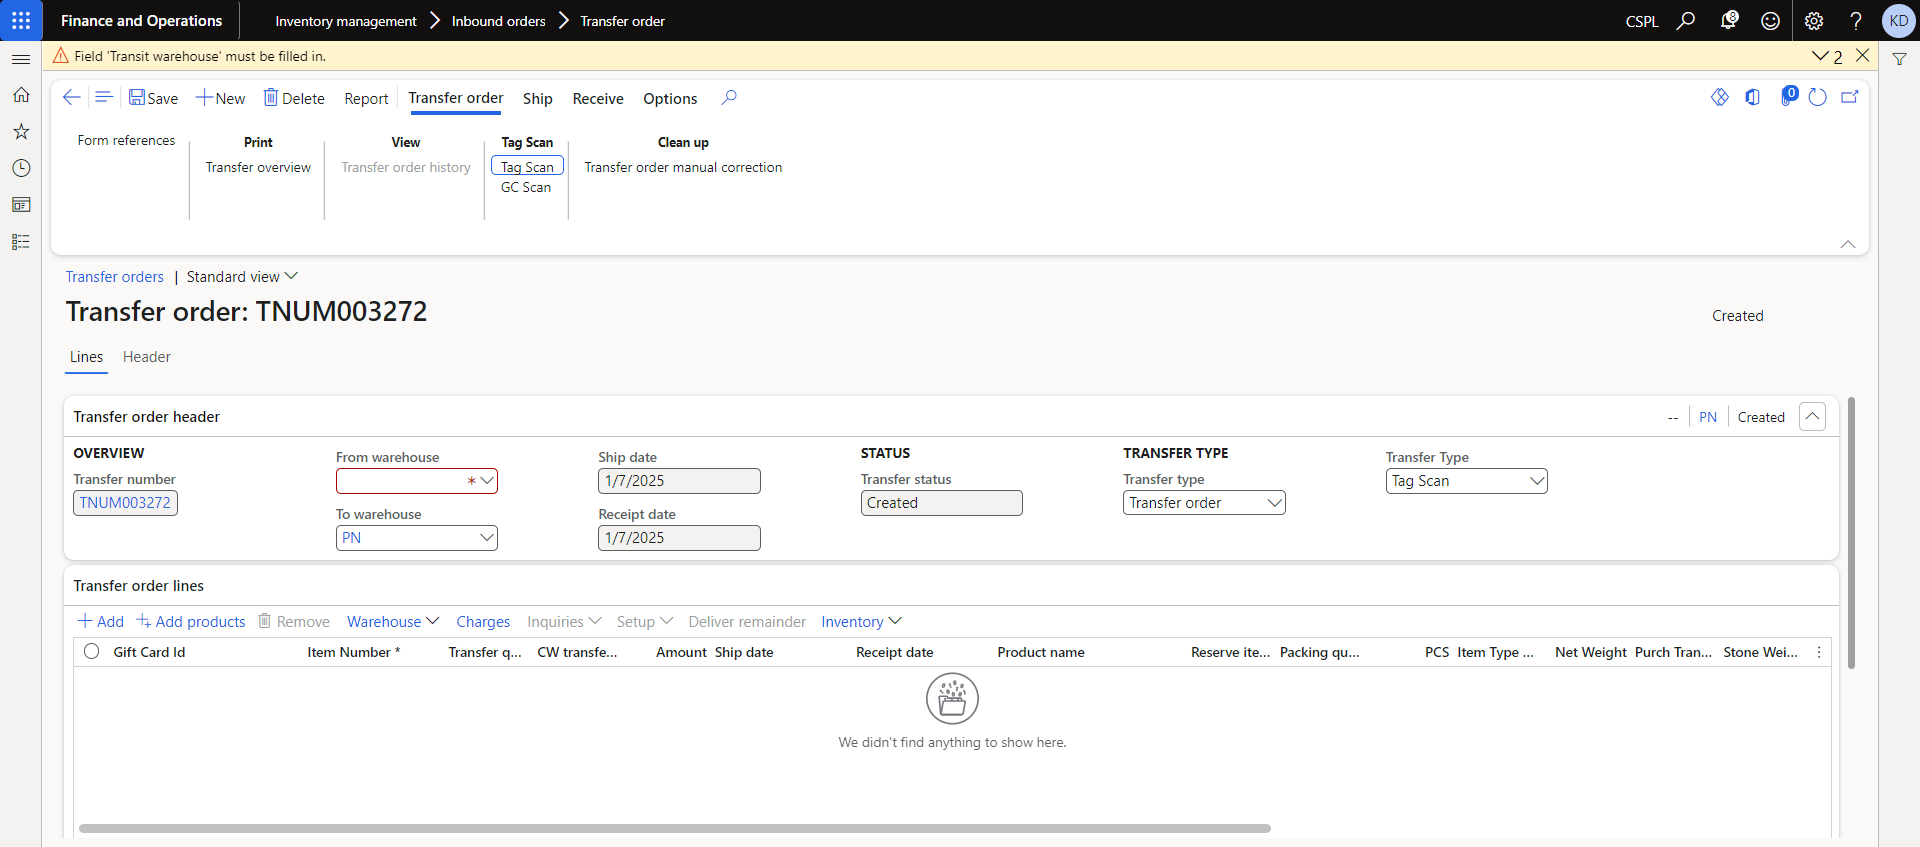 Finance and Operations
Inventory management > Inbound orders > Transfer order
CSPL
8
KD
Field 'Transit warehouse' must be filled in.
2
Save
New
Delete
Report
Transfer order
Ship
Receive
Options
0
Form references
Print
View
Tag Scan
Clean up
Transfer overview
Transfer order history
Tag Scan
Transfer order manual correction
GC Scan
Transfer orders | Standard view
Transfer order: TNUM003272
Created
Lines
Header
Transfer order header
-- PN Created
OVERVIEW
Transfer number
TNUM003272
From warehouse
*
To warehouse
PN
Ship date
1/7/2025
Receipt date
1/7/2025
STATUS
Transfer status
Created
TRANSFER TYPE
Transfer type
Transfer order
Transfer Type
Tag Scan
Transfer order lines
Add
Add products
Remove
Warehouse
Charges
Inquiries
Setup
Deliver remainder
Inventory
Gift Card Id
Item Number *
Transfer q...
CW transfe...
Amount
Ship date
Receipt date
Product name
Reserve ite...
Packing qu...
PCS
Item Type ...
Net Weight
Purch Tran...
Stone Wei...
We didn't find anything to show here.